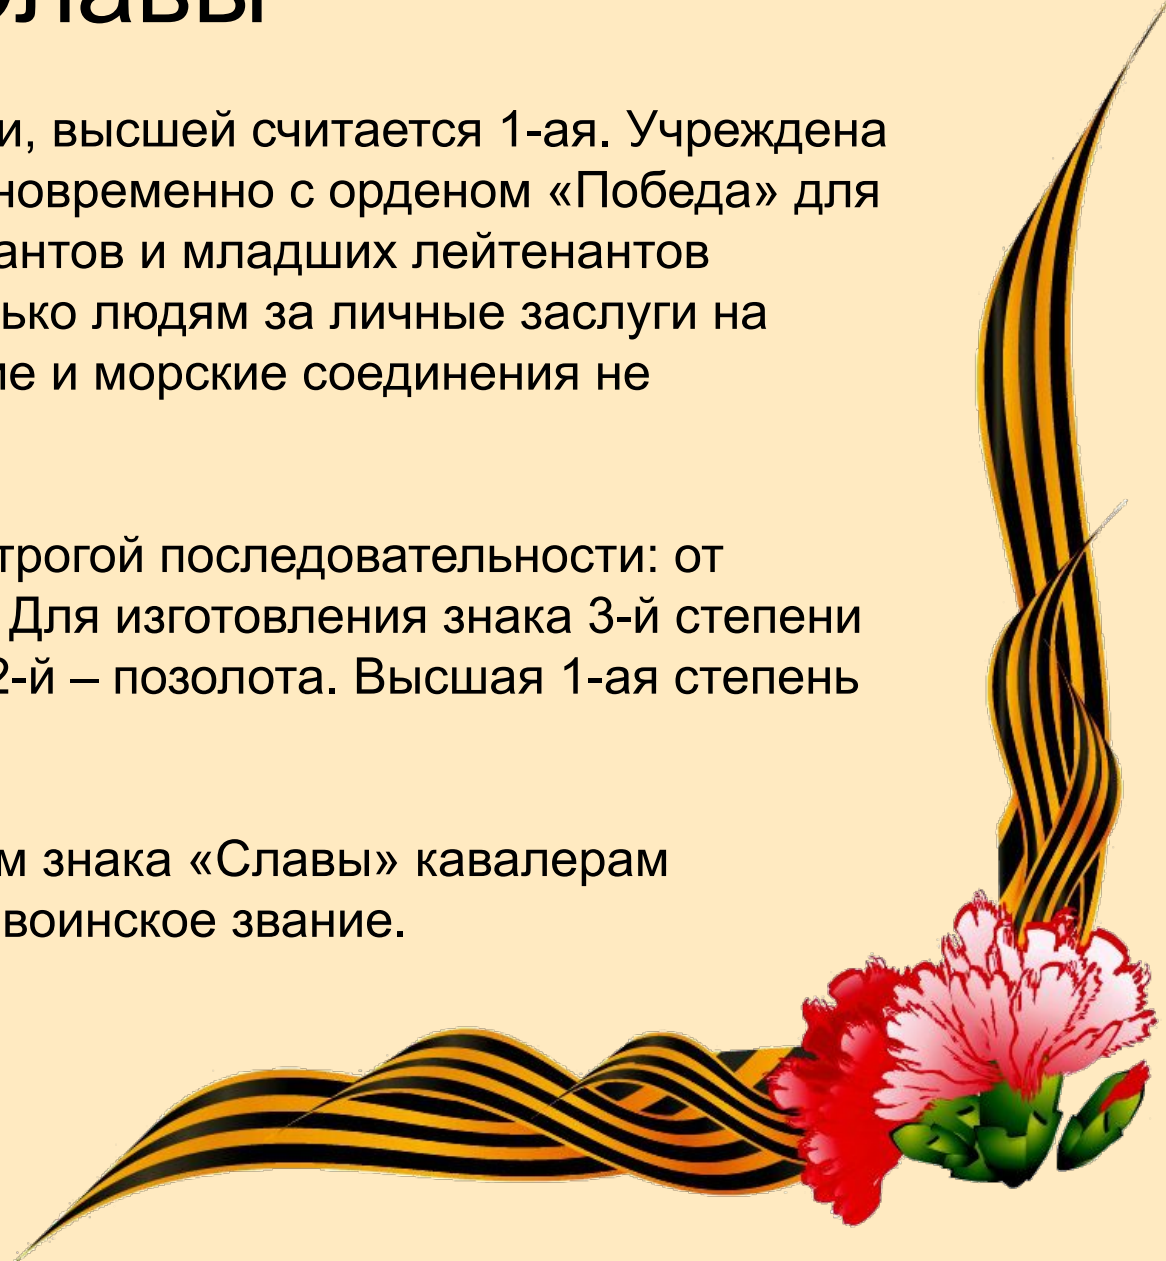 и, высшей считается 1-ая. Учреждена
новременно с орденом «Победа» для
антов и младших лейтенантов
ько людям за личные заслуги на
ие и морские соединения не
трогой последовательности: от
Для изготовления знака 3-й степени
2-й – позолота. Высшая 1-ая степень
м знака «Славы» кавалерам
воинское звание.